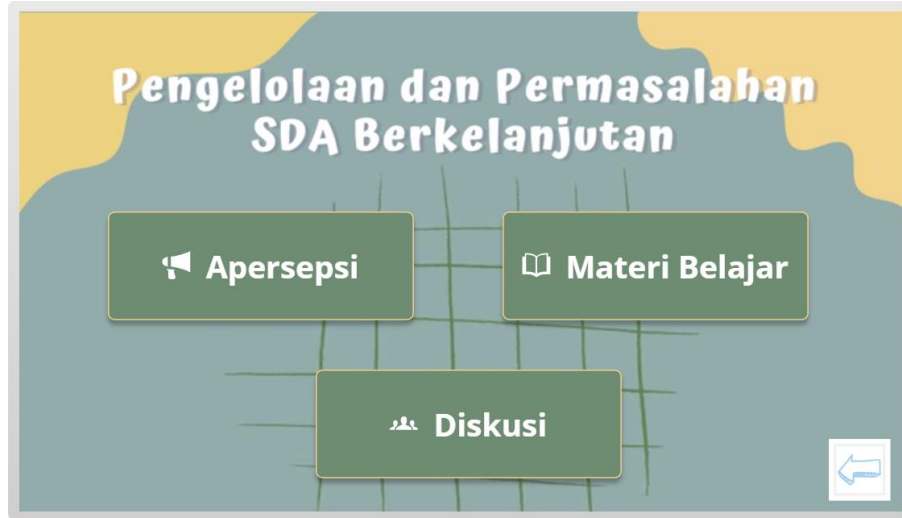 Pengelolaan dan Permasalahan
SDA Berkelanjutan
Apersepsi
Materi Belajar
Diskusi